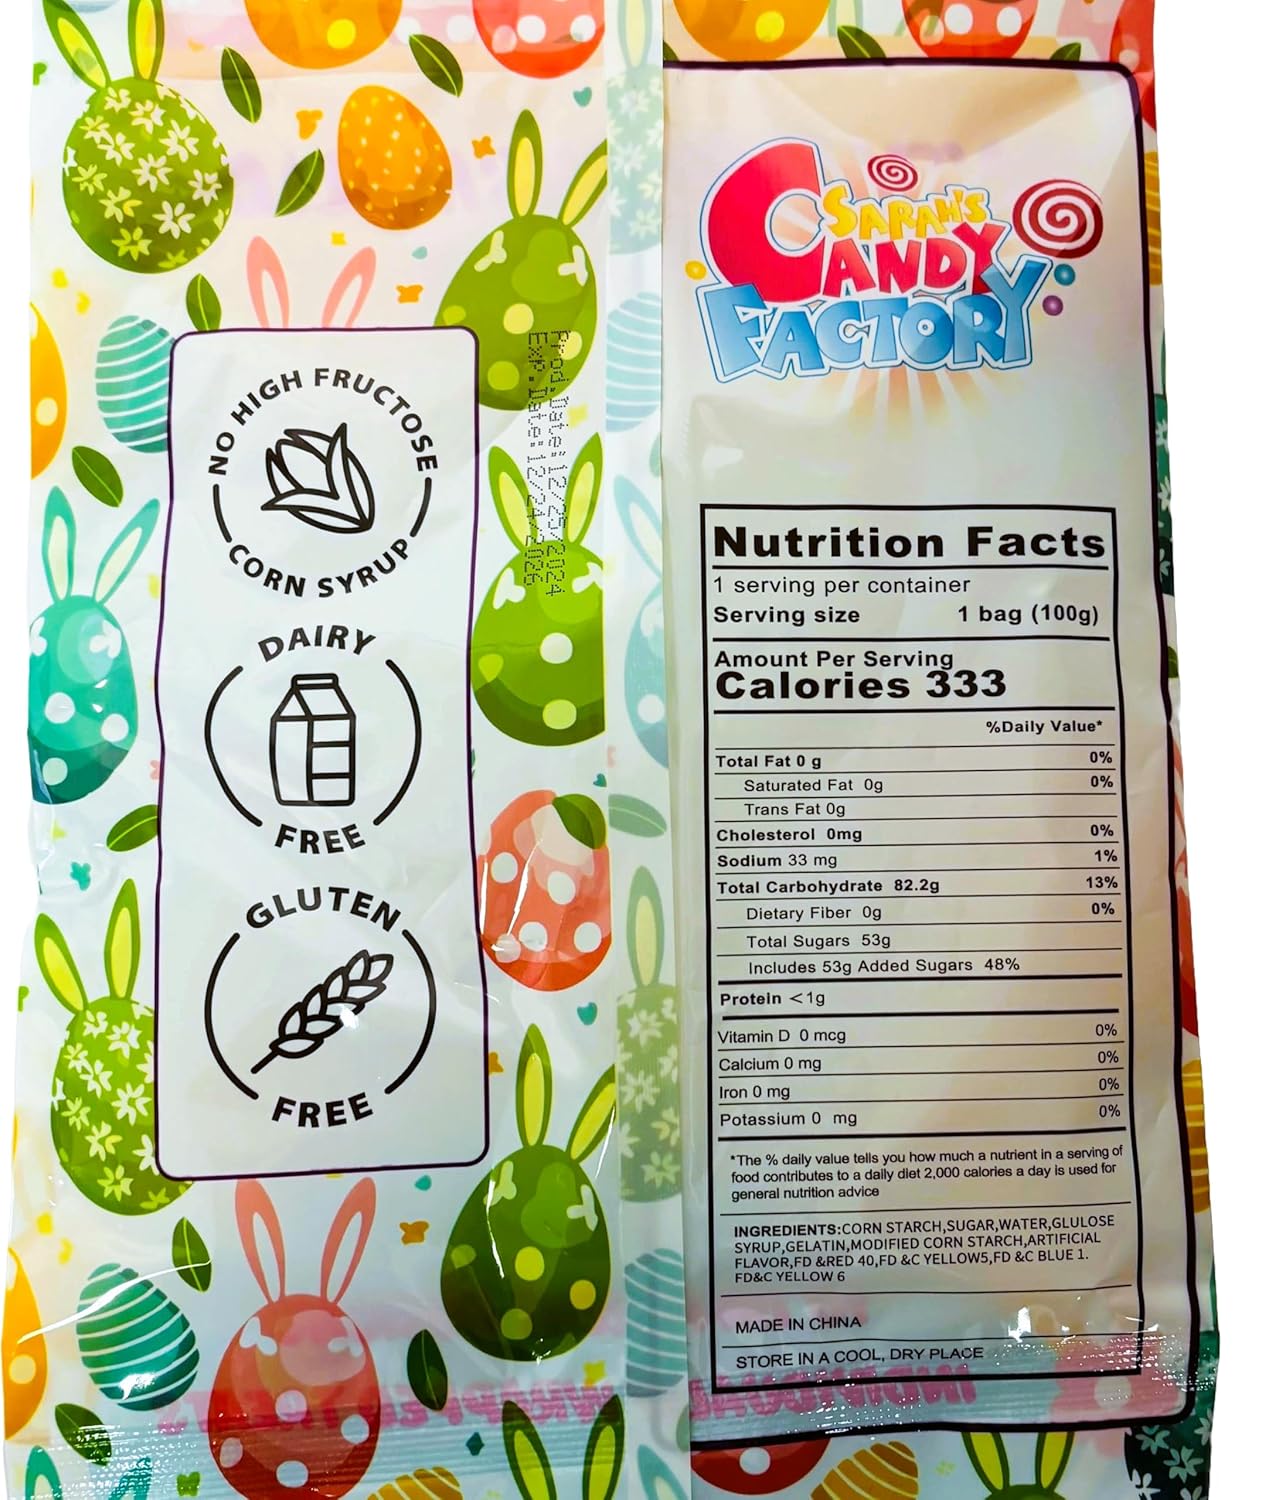 NO HIGH FRUCTOSE
CORN SYRUP
DAIRY
FREE
GLUTEN
FREE
Prod.Date:12/25/2024
Exp.Date:12/24/2026
SARAH'S
CANDY
FACTORY
Nutrition Facts
1 serving per container
Serving size 1 bag (100g)
Amount Per Serving
Calories 333
%Daily Value*
Total Fat 0 g 0%
Saturated Fat 0g 0%
Trans Fat 0g
Cholesterol 0mg 0%
Sodium 33 mg 1%
Total Carbohydrate 82.2g 13%
Dietary Fiber 0g 0%
Total Sugars 53g
Includes 53g Added Sugars 48%
Protein <1g
Vitamin D 0 mcg 0%
Calcium 0 mg 0%
Iron 0 mg 0%
Potassium 0 mg 0%
*The % daily value tells you how much a nutrient in a serving of
food contributes to a daily diet 2,000 calories a day is used for
general nutrition advice
INGREDIENTS:CORN STARCH,SUGAR,WATER,GLULOSE
SYRUP,GELATIN,MODIFIED CORN STARCH,ARTIFICIAL
FLAVOR,FD &RED 40,FD &C YELLOW5,FD &C BLUE 1.
FD&C YELLOW 6
MADE IN CHINA
STORE IN A COOL, DRY PLACE